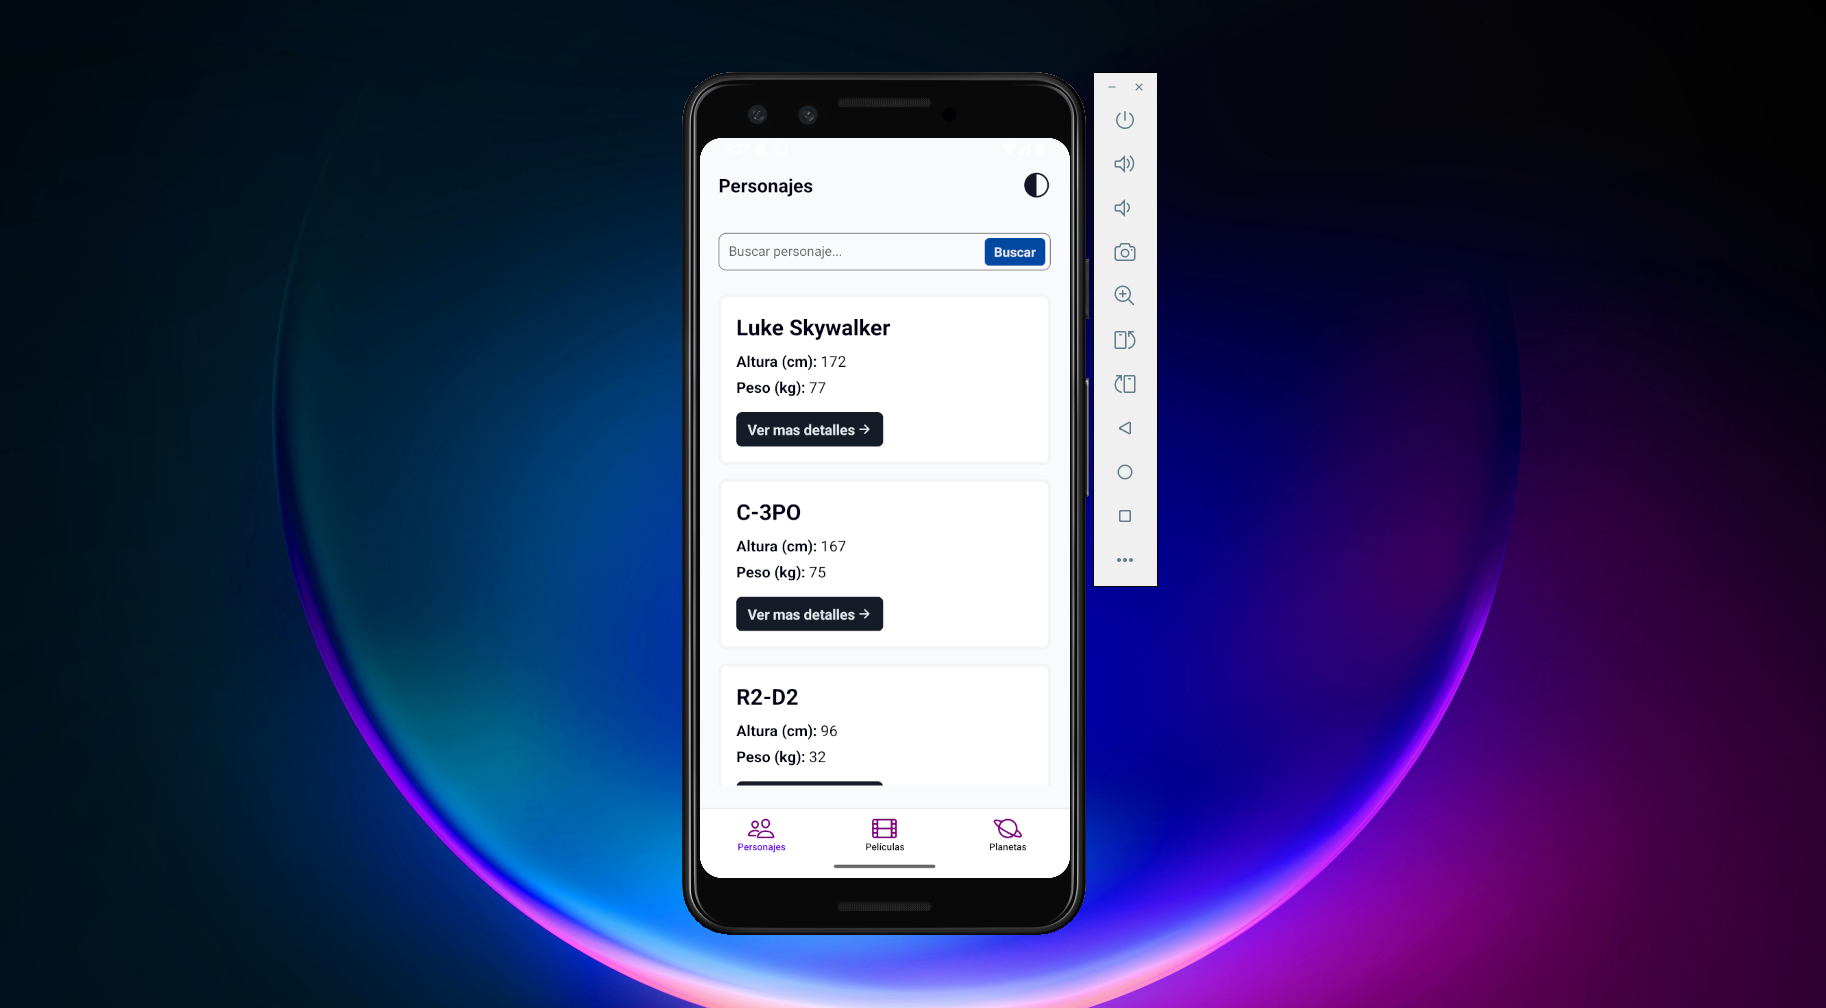 Personajes
Buscar personaje...
Buscar
Luke Skywalker
Altura (cm): 172
Peso (kg): 77
Ver mas detalles →
C-3PO
Altura (cm): 167
Peso (kg): 75
Ver mas detalles →
R2-D2
Altura (cm): 96
Peso (kg): 32
Personajes
Películas
Planetas